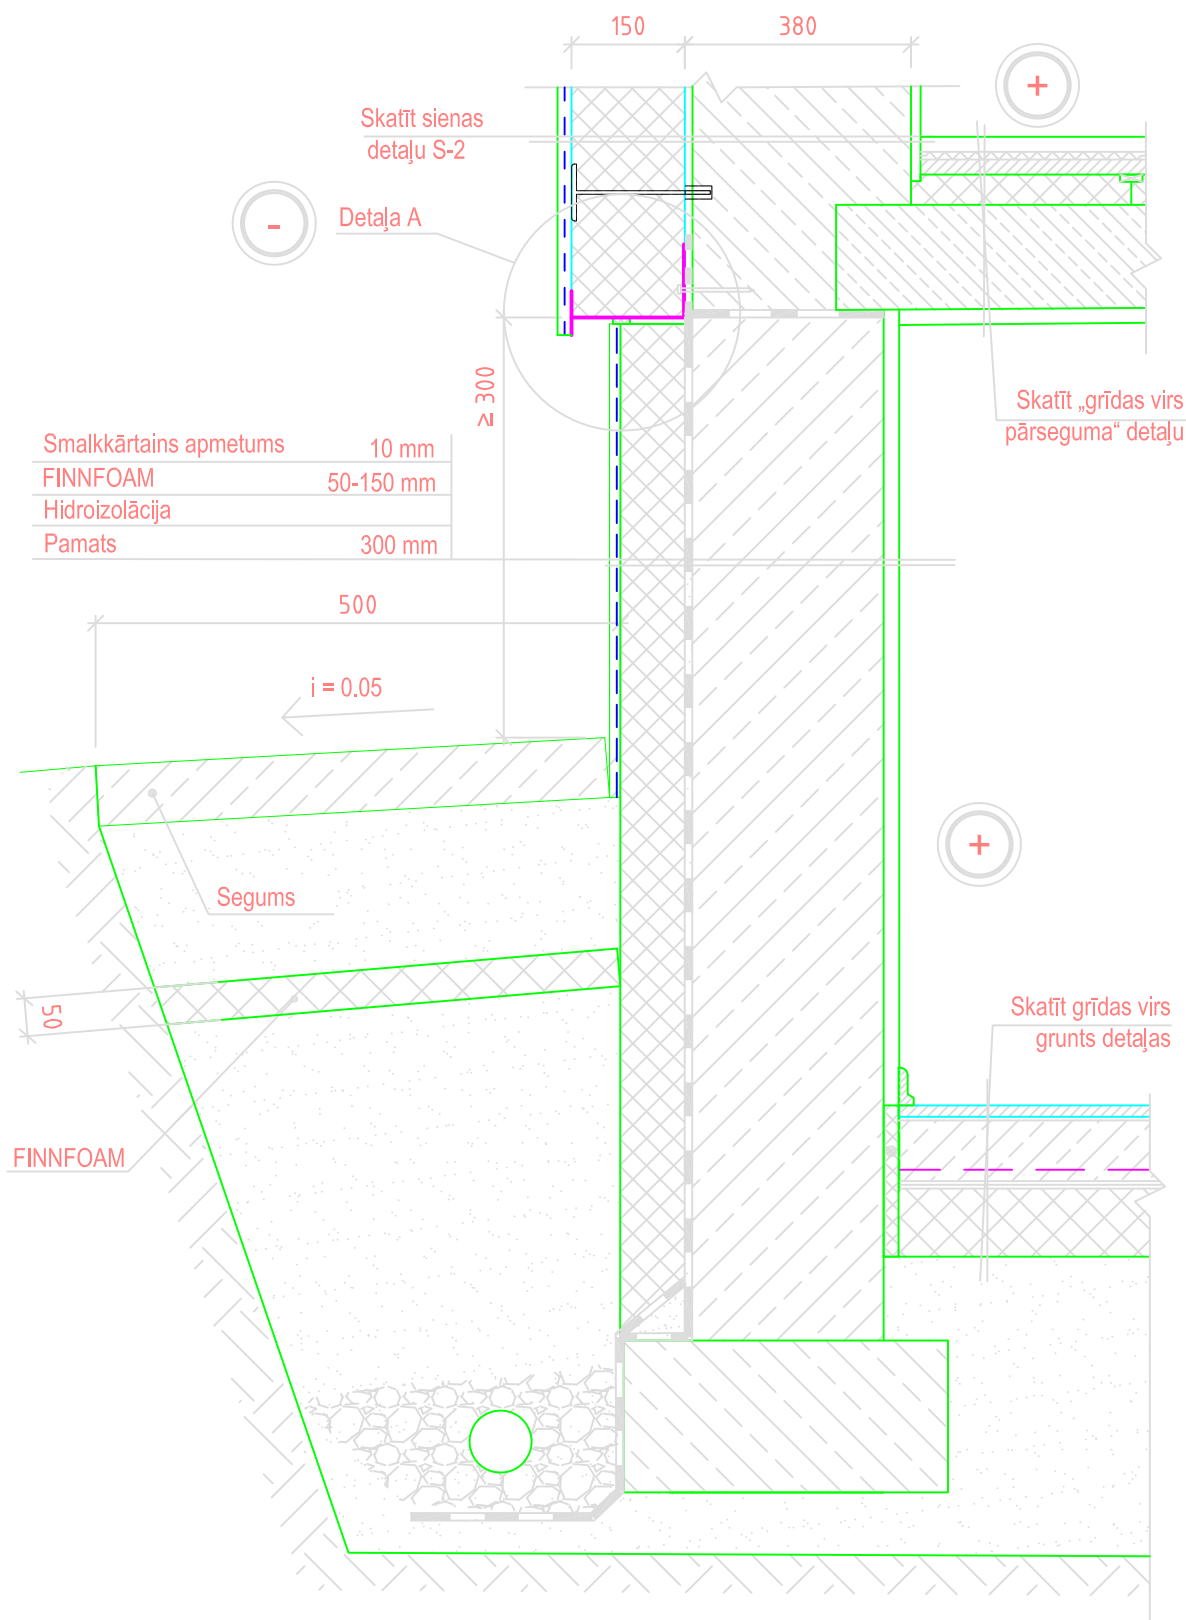 150
380
+
Skatīt sienas
detaļu S-2
-
Detaļa A
≥ 300
Skatīt „grīdas virs
pārseguma“ detaļu
Smalkkārtains apmetums 10 mm
FINNFOAM 50-150 mm
Hidroizolācija
Pamats 300 mm
500
i = 0.05
+
Segums
50
Skatīt grīdas virs
grunts detaļas
FINNFOAM